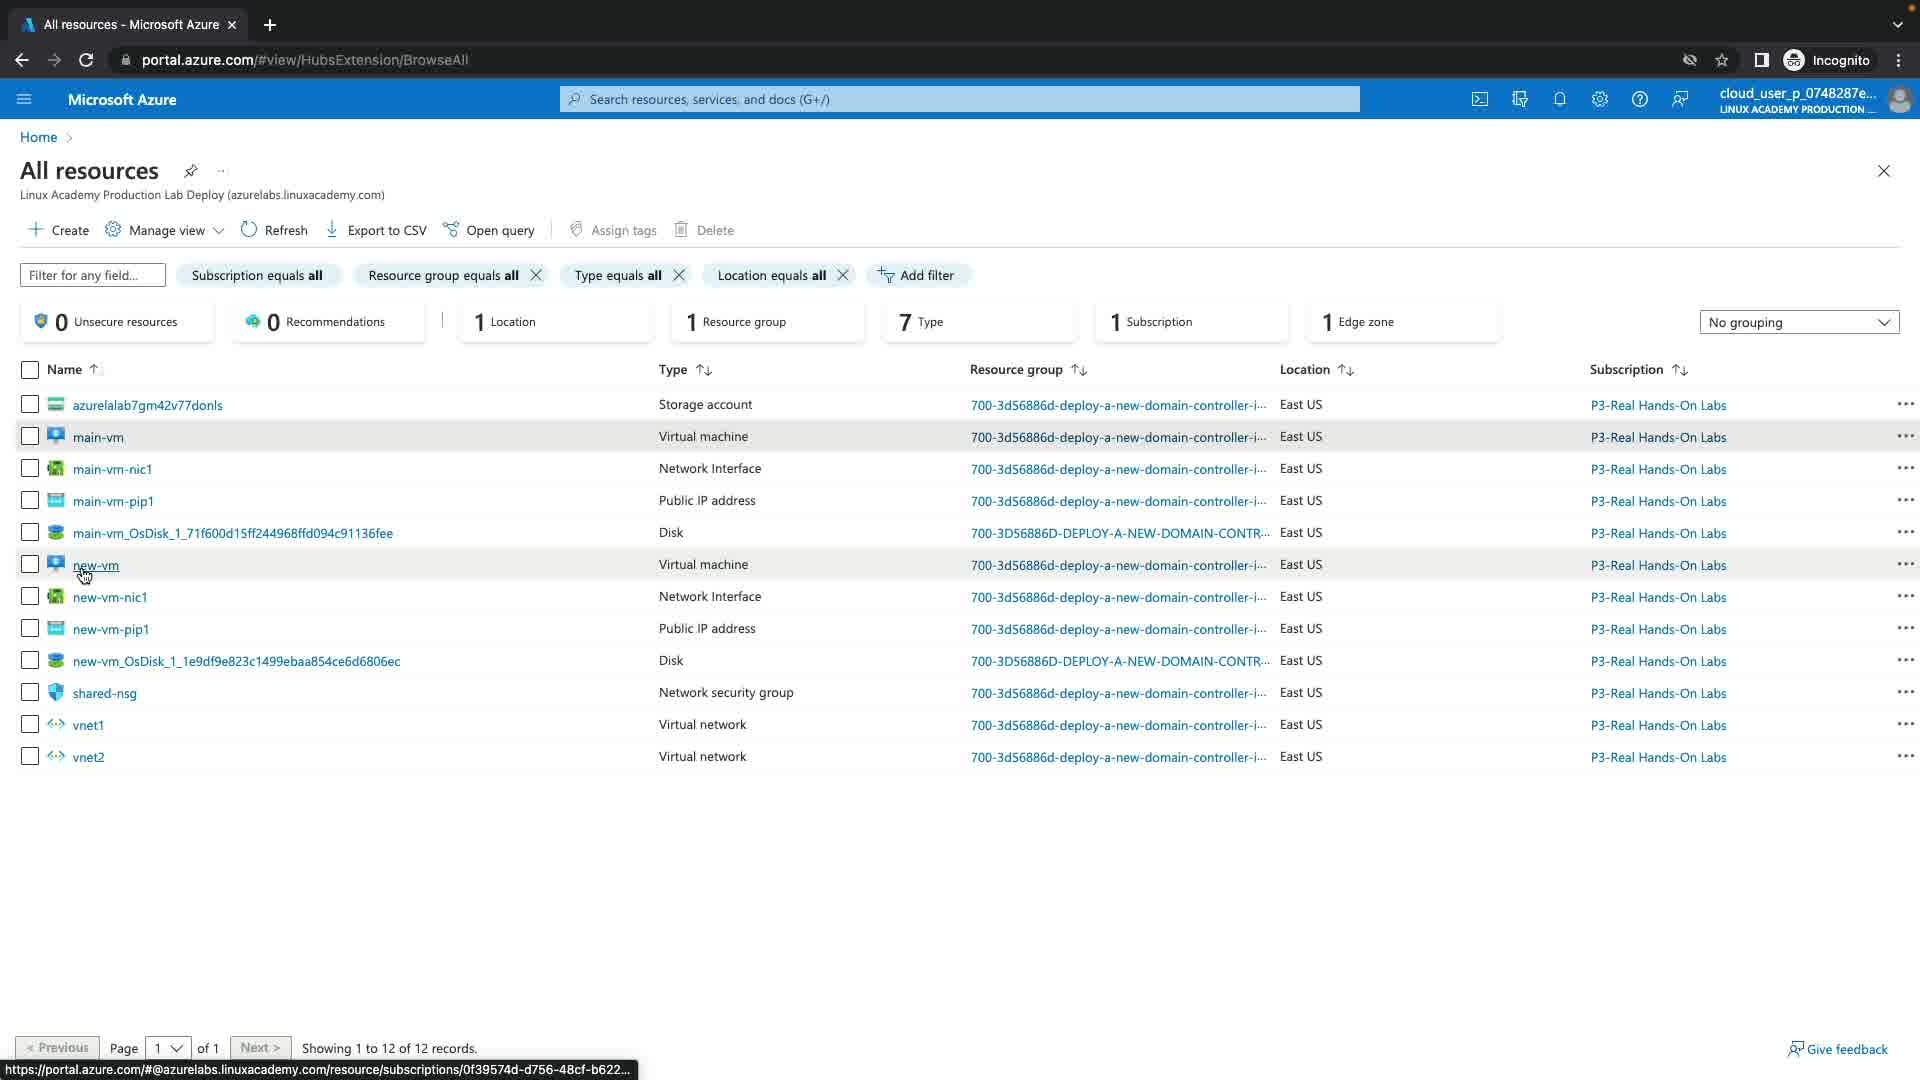 All resources - Microsoft Azure
portal.azure.com/#view/HubsExtension/BrowseAll
Incognito
Microsoft Azure
Search resources, services, and docs (G+/)
cloud_user_p_0748287e...
LINUX ACADEMY PRODUCTION ...
Home
All resources
Linux Academy Production Lab Deploy (azurelabs.linuxacademy.com)
Create Manage view Refresh Export to CSV Open query Assign tags Delete
Filter for any field... Subscription equals all Resource group equals all Type equals all Location equals all Add filter
0 Unsecure resources 0 Recommendations 1 Location 1 Resource group 7 Type 1 Subscription 1 Edge zone No grouping
Name Type Resource group Location Subscription
azurelalab7gm42v77donls Storage account 700-3d56886d-deploy-a-new-domain-controller-i... East US P3-Real Hands-On Labs
main-vm Virtual machine 700-3d56886d-deploy-a-new-domain-controller-i... East US P3-Real Hands-On Labs
main-vm-nic1 Network Interface 700-3d56886d-deploy-a-new-domain-controller-i... East US P3-Real Hands-On Labs
main-vm-pip1 Public IP address 700-3d56886d-deploy-a-new-domain-controller-i... East US P3-Real Hands-On Labs
main-vm_OsDisk_1_71f600d15ff244968ffd094c91136fee Disk 700-3D56886D-DEPLOY-A-NEW-DOMAIN-CONTR... East US P3-Real Hands-On Labs
new-vm Virtual machine 700-3d56886d-deploy-a-new-domain-controller-i... East US P3-Real Hands-On Labs
new-vm-nic1 Network Interface 700-3d56886d-deploy-a-new-domain-controller-i... East US P3-Real Hands-On Labs
new-vm-pip1 Public IP address 700-3d56886d-deploy-a-new-domain-controller-i... East US P3-Real Hands-On Labs
new-vm_OsDisk_1_1e9df9e823c1499ebaa854ce6d6806ec Disk 700-3D56886D-DEPLOY-A-NEW-DOMAIN-CONTR... East US P3-Real Hands-On Labs
shared-nsg Network security group 700-3d56886d-deploy-a-new-domain-controller-i... East US P3-Real Hands-On Labs
vnet1 Virtual network 700-3d56886d-deploy-a-new-domain-controller-i... East US P3-Real Hands-On Labs
vnet2 Virtual network 700-3d56886d-deploy-a-new-domain-controller-i... East US P3-Real Hands-On Labs
< Previous Page 1 of 1 Next > Showing 1 to 12 of 12 records. Give feedback
https://portal.azure.com/#@azurelabs.linuxacademy.com/resource/subscriptions/0f39574d-d756-48cf-b622...